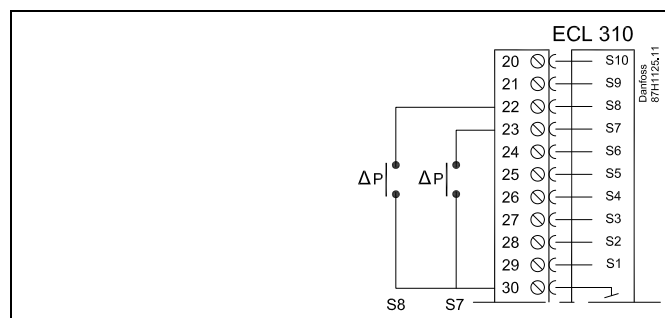 ECL 310
20 S10
21 S9
22 S8
23 S7
24 S6
25 S5
26 S4
27 S3
28 S2
29 S1
30
Danfoss
87H1125.11
ΔP ΔP
S8 S7